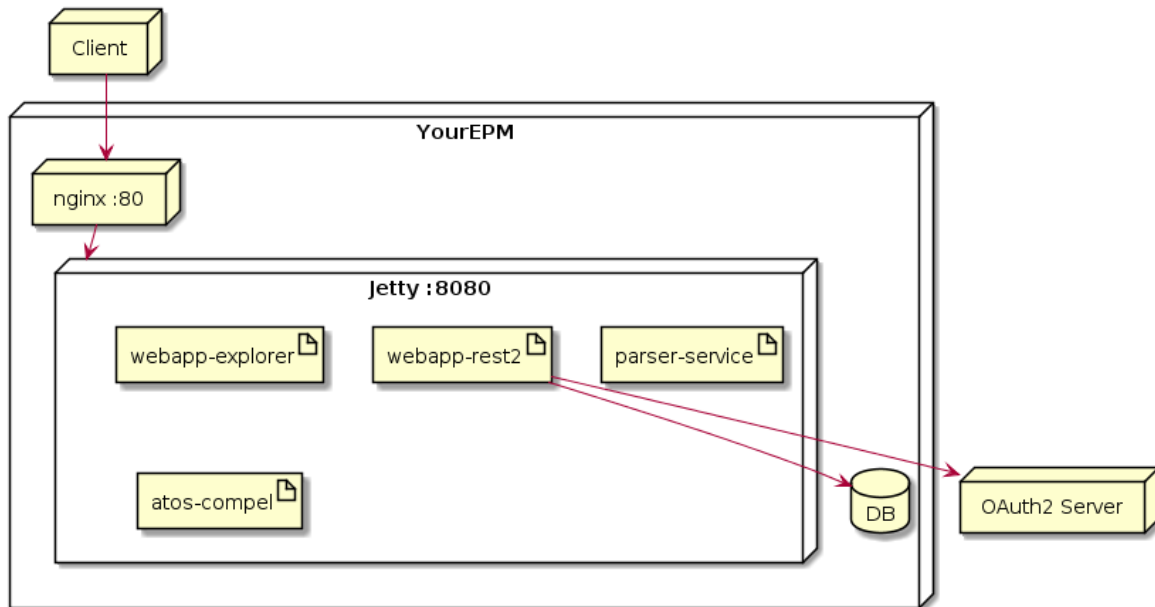 Client
YourEPM
nginx :80
Jetty :8080
webapp-explorer
webapp-rest2
parser-service
atos-compel
DB
OAuth2 Server